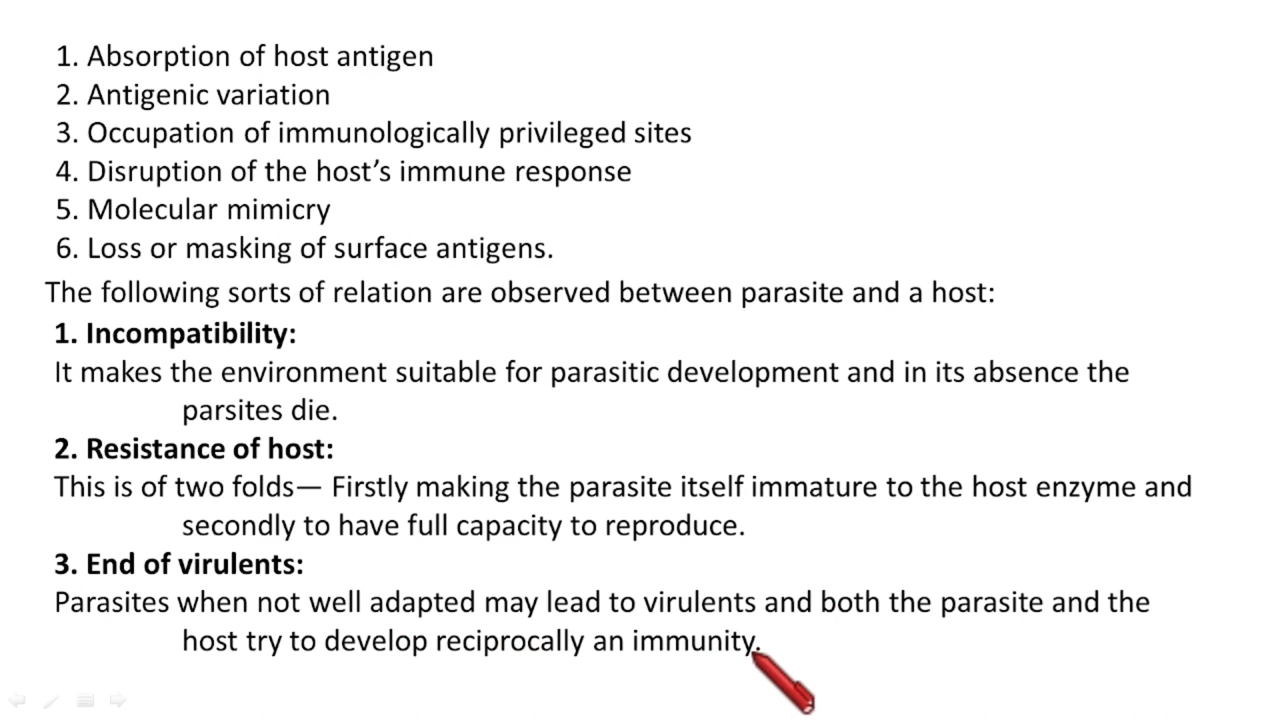 1. Absorption of host antigen
2. Antigenic variation
3. Occupation of immunologically privileged sites
4. Disruption of the host’s immune response
5. Molecular mimicry
6. Loss or masking of surface antigens.
The following sorts of relation are observed between parasite and a host:
1. Incompatibility:
It makes the environment suitable for parasitic development and in its absence the
parsites die.
2. Resistance of host:
This is of two folds— Firstly making the parasite itself immature to the host enzyme and
secondly to have full capacity to reproduce.
3. End of virulents:
Parasites when not well adapted may lead to virulents and both the parasite and the
host try to develop reciprocally an immunity.